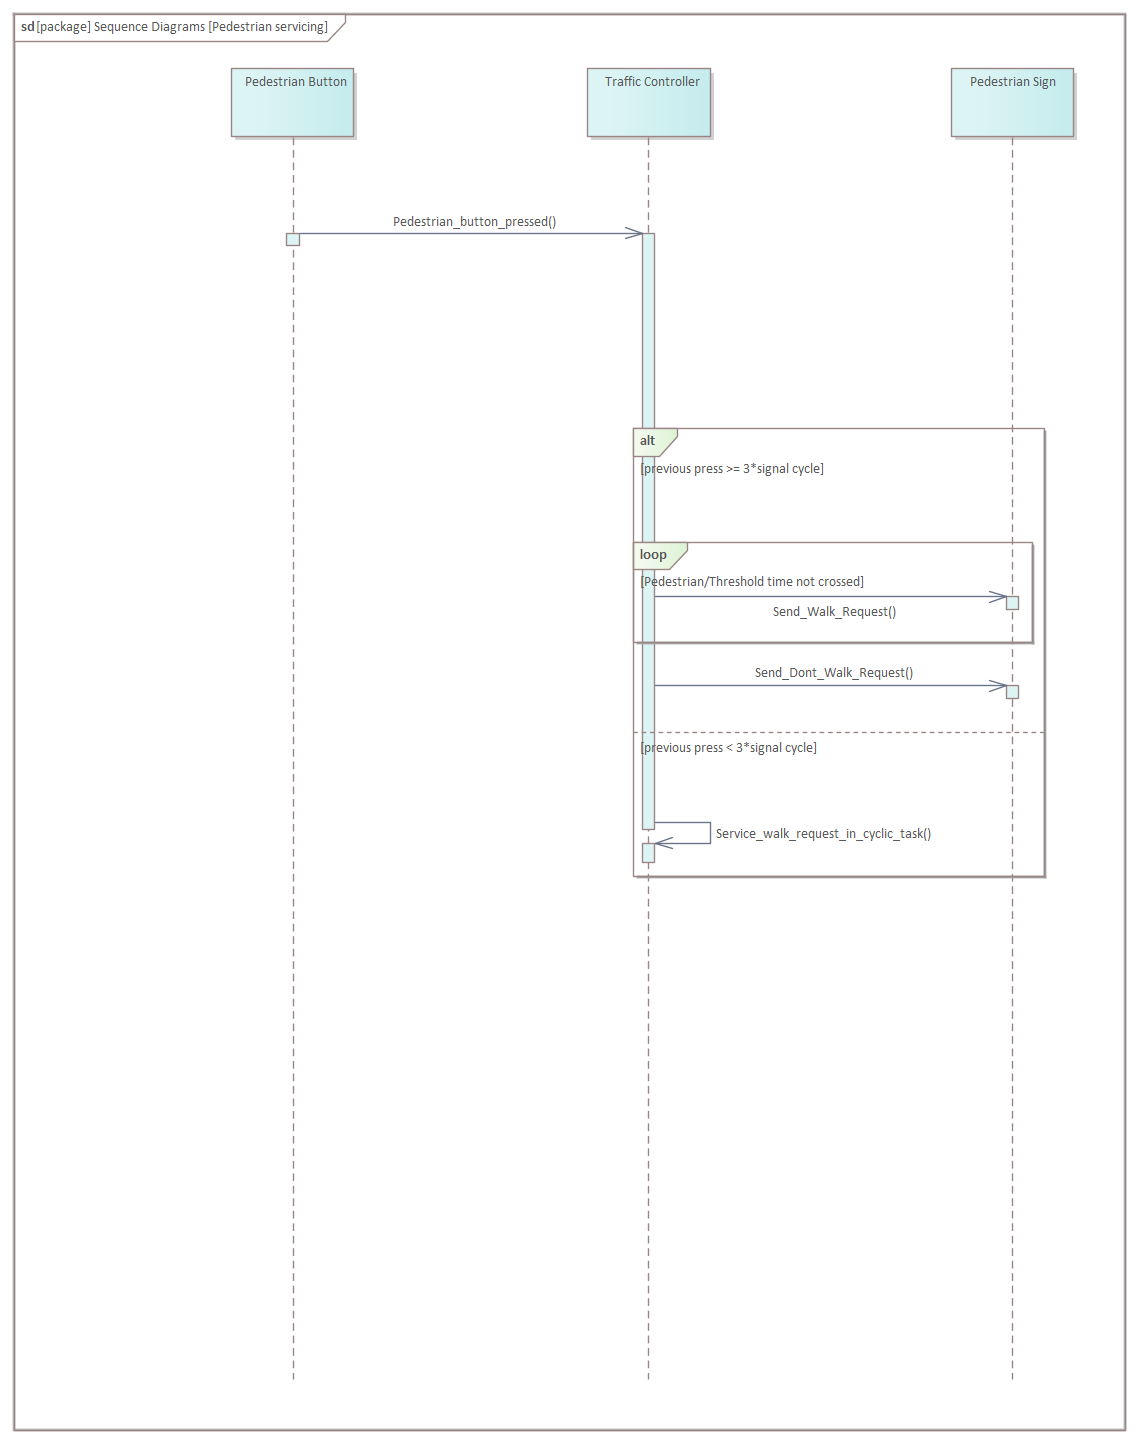 sd [package] Sequence Diagrams [Pedestrian servicing]
Pedestrian Button
Traffic Controller
Pedestrian Sign
Pedestrian_button_pressed()
alt
[previous press >= 3*signal cycle]
loop
[Pedestrian/Threshold time not crossed]
Send_Walk_Request()
Send_Dont_Walk_Request()
[previous press < 3*signal cycle]
Service_walk_request_in_cyclic_task()